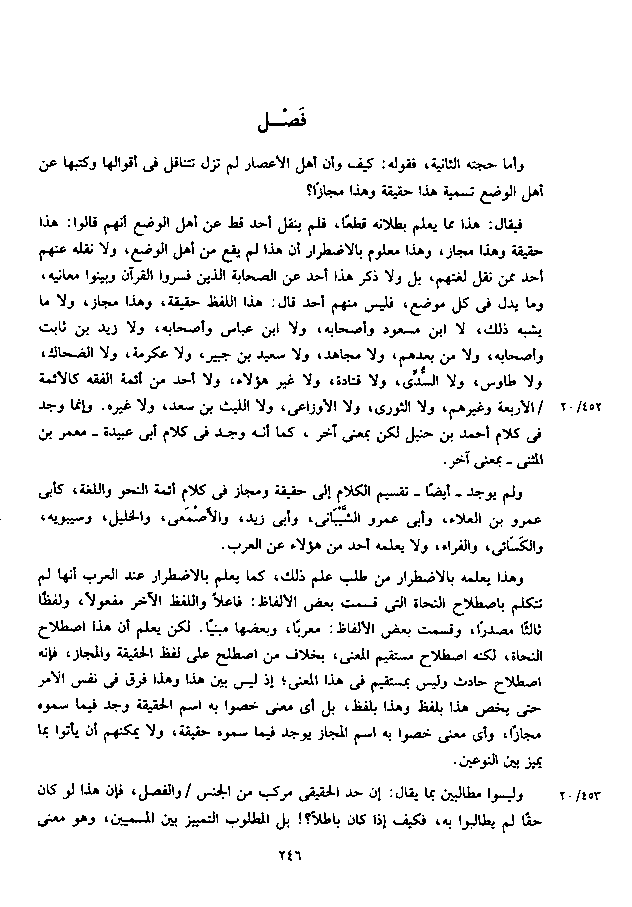 فَصْــل
وأما حجته الثانية، فقوله: كيف وأن أهل الأعصار لم تزل تتناقل فى أقوالها وكتبها عن
أهل الوضع تسمية هذا حقيقة وهذا مجازًا؟
فيقال: هذا مما يعلم بطلانه قطعًا، فلم ينقل أحد قط عن أهل الوضع أنهم قالوا: هذا
حقيقة وهذا مجاز، وهذا معلوم بالاضطرار أن هذا لم يقع من أهل الوضع، ولا نقله عنهم
أحد ممن نقل لغتهم، بل ولا ذكر هذا أحد عن الصحابة الذين فسروا القرآن وبينوا معانيه،
وما يدل فى كل موضع، فليس منهم أحد قال: هذا اللفظ حقيقة، وهذا مجاز، ولا ما
يشبه ذلك، لا ابن مسعود وأصحابه، ولا ابن عباس وأصحابه، ولا زيد بن ثابت
وأصحابه، ولا من بعدهم، ولا مجاهد، ولا سعيد بن جبير، ولا عكرمة، ولا الضحاك،
ولا طاوس، ولا السُّدِّى، ولا قتادة، ولا غير هؤلاء، ولا أحد من أئمة الفقه كالأئمة
٢٠/٤٥٢ / الأربعة وغيرهم، ولا الثورى، ولا الأوزاعى، ولا الليث بن سعد، ولا غيره. وإنما وجد
فى كلام أحمد بن حنبل لكن بمعنى آخر ، كما أنه وجد فى كلام أبى عبيدة ـ معمر بن
المثنى ـ بمعنى آخر.
ولم يوجد ـ أيضًا ـ تقسيم الكلام إلى حقيقة ومجاز فى كلام أئمة النحو واللغة، كأبى
عمرو بن العلاء، وأبى عمرو الشَّيْبَانى، وأبى زيد، والأصْمَعى، والخليل، وسيبويه،
والكَسَائى، والفراء، ولا يعلمه أحد من هؤلاء عن العرب.
وهذا يعلمه بالاضطرار من طلب علم ذلك، كما يعلم بالاضطرار عند العرب أنها لم
تتكلم باصطلاح النحاة التى قسمت بعض الألفاظ: فاعلاً واللفظ الآخر مفعولاً، ولفظًا
ثالثًا مصدرًا، وقسمت بعض الألفاظ: معربًا، وبعضها مبنيًا. لكن يعلم أن هذا اصطلاح
النحاة، لكنه اصطلاح مستقيم المعنى، بخلاف من اصطلح على لفظ الحقيقة والمجاز، فإنه
اصطلاح حادث وليس بمستقيم فى هذا المعنى؛ إذ ليس بين هذا وهذا فرق فى نفس الأمر
حتى يخص هذا بلفظ وهذا بلفظ، بل أى معنى خصوا به اسم الحقيقة وجد فيما سموه
مجازًا، وأى معنى خصوا به اسم المجاز يوجد فيما سموه حقيقة، ولا يمكنهم أن يأتوا بما
يميز بين النوعين.
٢٠/٤٥٣ وليسوا مطالبين بما يقال: إن حد الحقيقى مركب من الجنس / والفصل، فإن هذا لو كان
حقًا لم يطالبوا به، فكيف إذا كان باطلاً؟! بل المطلوب التمييز بين المسميين، وهو معنى
٢٤٦